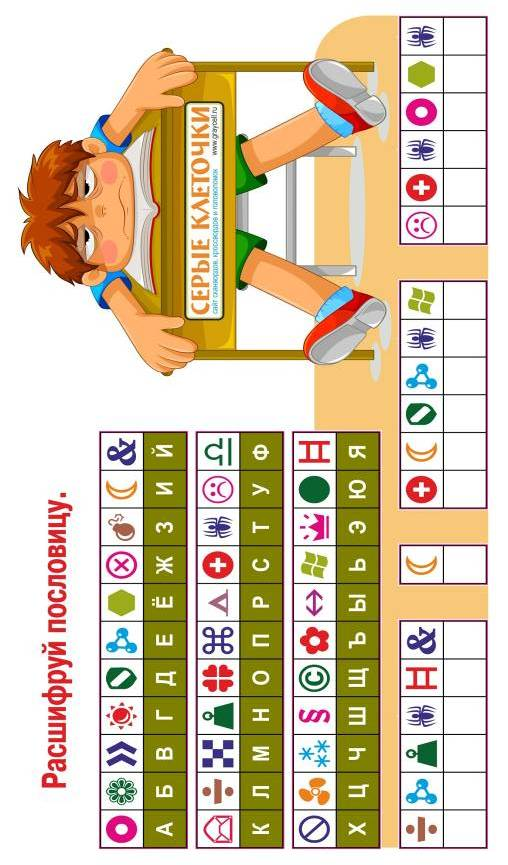 Расшифруй пословицу.
А Б В Г Д Е Ё Ж З И Й
К Л М Н О П Р С Т У Ф
Х Ц Ч Ш Щ Ъ Ы Ь Э Ю Я
СЕРЫЕ КЛЕТОЧКИ
сайт сканвордов, кроссвордов и головоломок www.graycell.ru